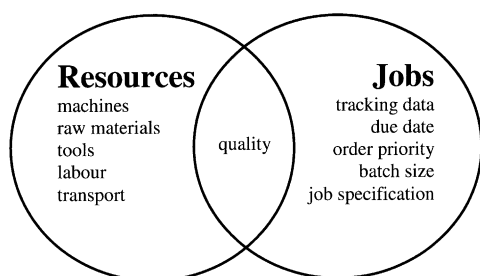 Resources
machines
raw materials
tools
labour
transport
quality
Jobs
tracking data
due date
order priority
batch size
job specification